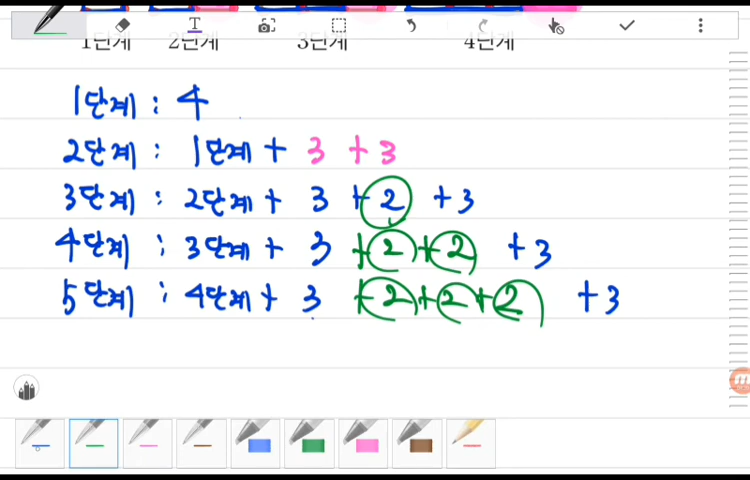 1단계 2단계 3단계 4단계
1단계 : 4
2단계 : 1단계 + 3 + 3
3단계 : 2단계 + 3 + 2 + 3
4단계 : 3단계 + 3 + 2 + 2 + 3
5단계 : 4단계 + 3 + 2 + 2 + 2 + 3